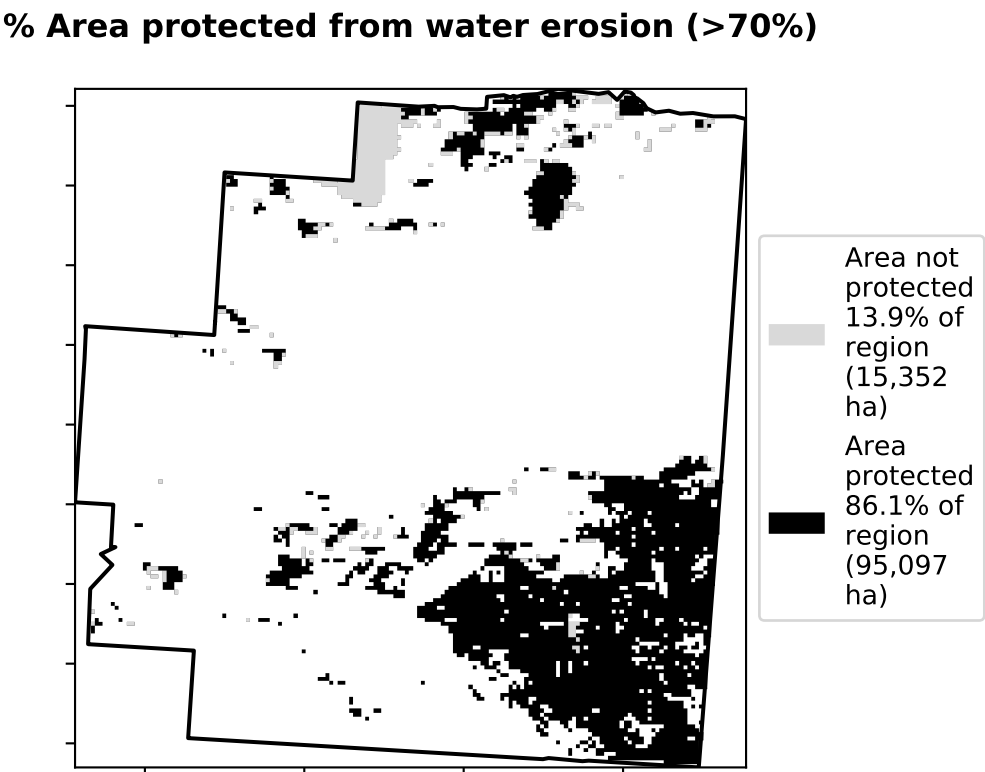 % Area protected from water erosion (>70%)
Area not
protected
13.9% of
region
(15,352
ha)
Area
protected
86.1% of
region
(95,097
ha)